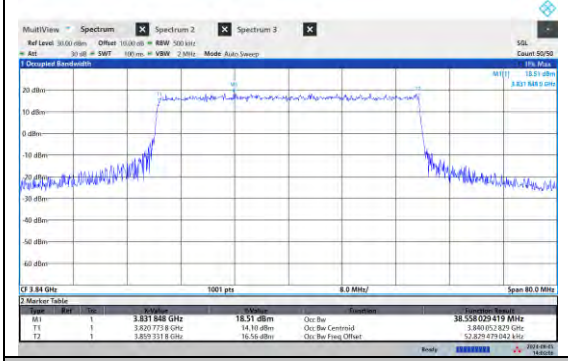 MultiView Spectrum X Spectrum 2 X Spectrum 3 X
Ref Level 30.00 dBm Offset 10.00 dB RBW 500 kHz SGL
Att 30 dB SWT 100 ms VBW 2 MHz Mode Auto Sweep Count 50/50
1 Occupied Bandwidth 1Pk Max
M1[1] 18.51 dBm
3.831 848 0 GHz
M1
T1
20 dBm
0 dBm
-10 dBm
-20 dBm
-30 dBm
-40 dBm
-50 dBm
-60 dBm
CF 3.84 GHz 1001 pts 8.0 MHz/ Span 80.0 MHz
2 Marker Table
Type Ref Trc X-Value Y-Value Function Function Result
M1 1 3.831 848 GHz 18.51 dBm Occ Bw 38.558 029 419 MHz
T1 1 3.820 773 8 GHz 14.10 dBm Occ Bw Centroid 3.840 052 829 GHz
T2 1 3.859 331 8 GHz 16.56 dBm Occ Bw Freq Offset 52.829 479 042 kHz
Ready